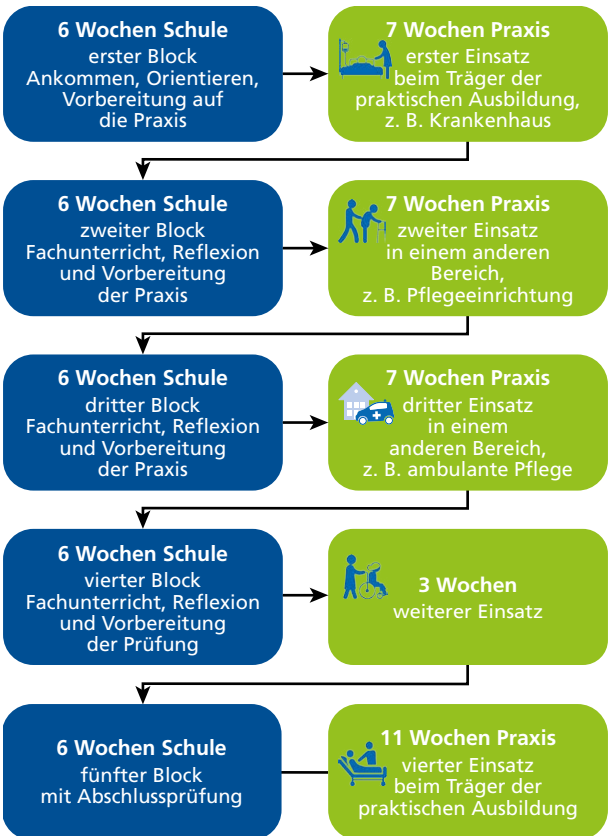 6 Wochen Schule
erster Block
Ankommen, Orientieren,
Vorbereitung auf
die Praxis
7 Wochen Praxis
erster Einsatz
beim Träger der
praktischen Ausbildung,
z. B. Krankenhaus
6 Wochen Schule
zweiter Block
Fachunterricht, Reflexion
und Vorbereitung
der Praxis
7 Wochen Praxis
zweiter Einsatz
in einem anderen
Bereich,
z. B. Pflegeeinrichtung
6 Wochen Schule
dritter Block
Fachunterricht, Reflexion
und Vorbereitung
der Praxis
7 Wochen Praxis
dritter Einsatz
in einem
anderen Bereich,
z. B. ambulante Pflege
6 Wochen Schule
vierter Block
Fachunterricht, Reflexion
und Vorbereitung
der Prüfung
3 Wochen
weiterer Einsatz
6 Wochen Schule
fünfter Block
mit Abschlussprüfung
11 Wochen Praxis
vierter Einsatz
beim Träger der
praktischen Ausbildung